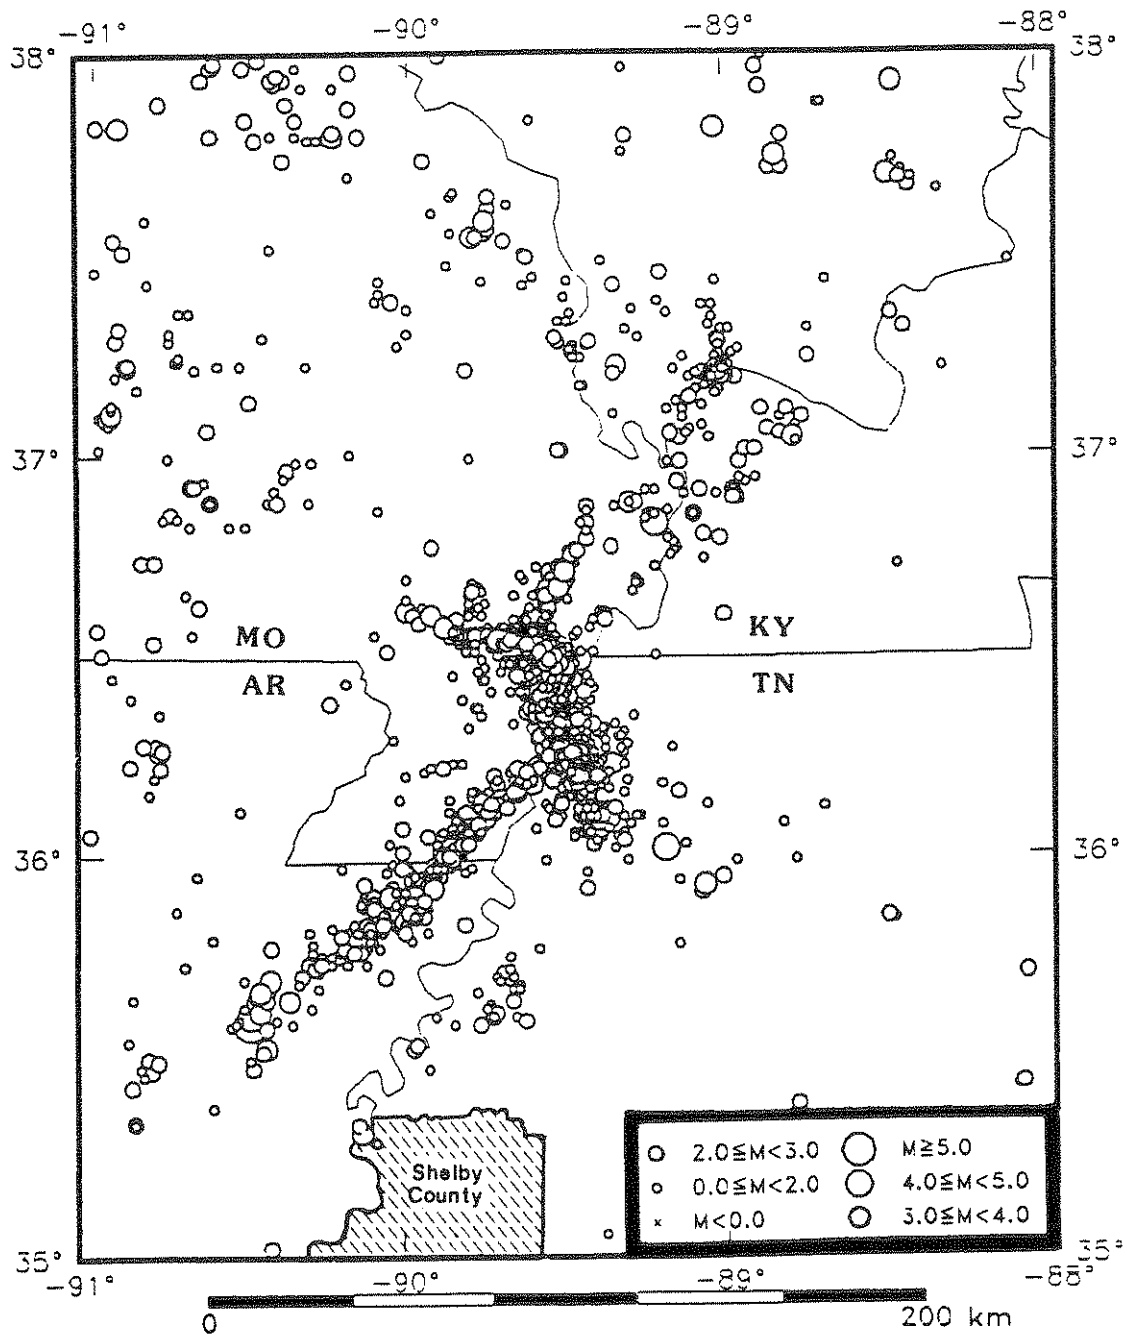 -91° -90° -89° -88°
38° 38°
37° 37°
MO KY
AR TN
36° 36°
Shelby
County
2.0≦M<3.0 M≧5.0
0.0≦M<2.0 4.0≦M<5.0
× M<0.0 3.0≦M<4.0
35° 35°
-91° -90° -89° -88°
0 200 km